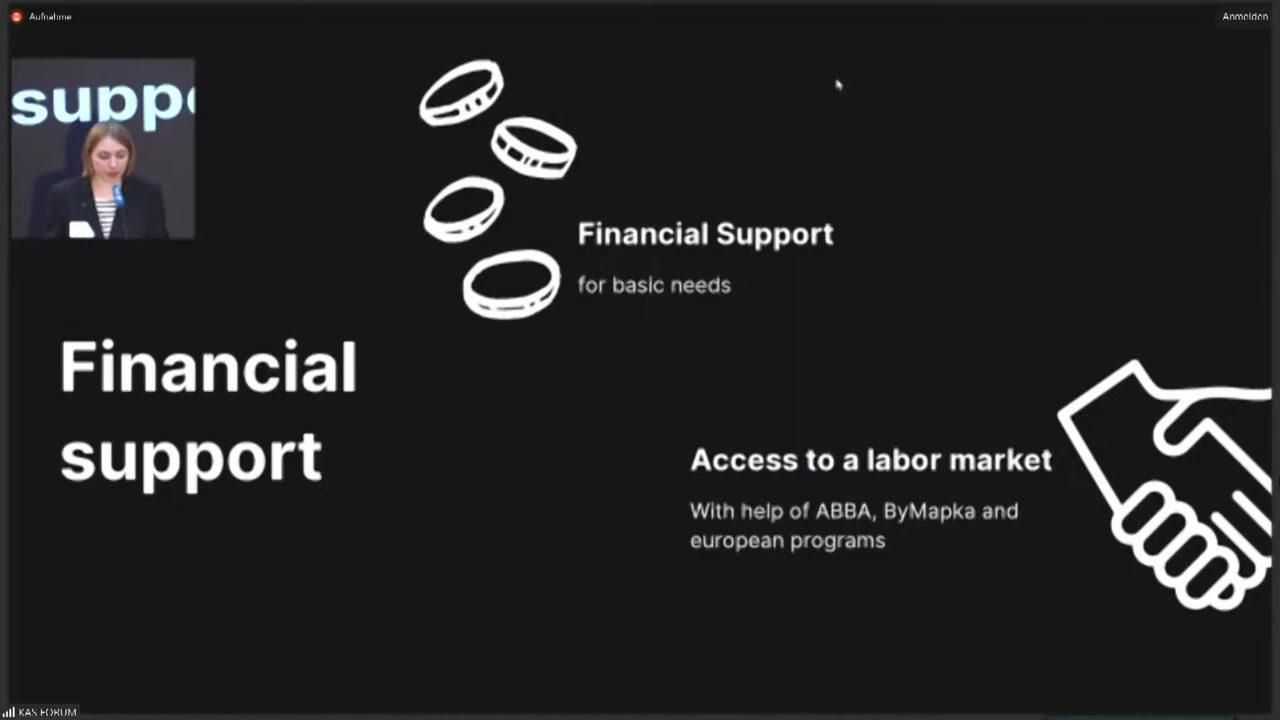 Aufnahme
Anmelden
suppo
Financial Support
for basic needs
Financial
support
Access to a labor market
With help of ABBA, ByMapka and
european programs
KAS FORUM